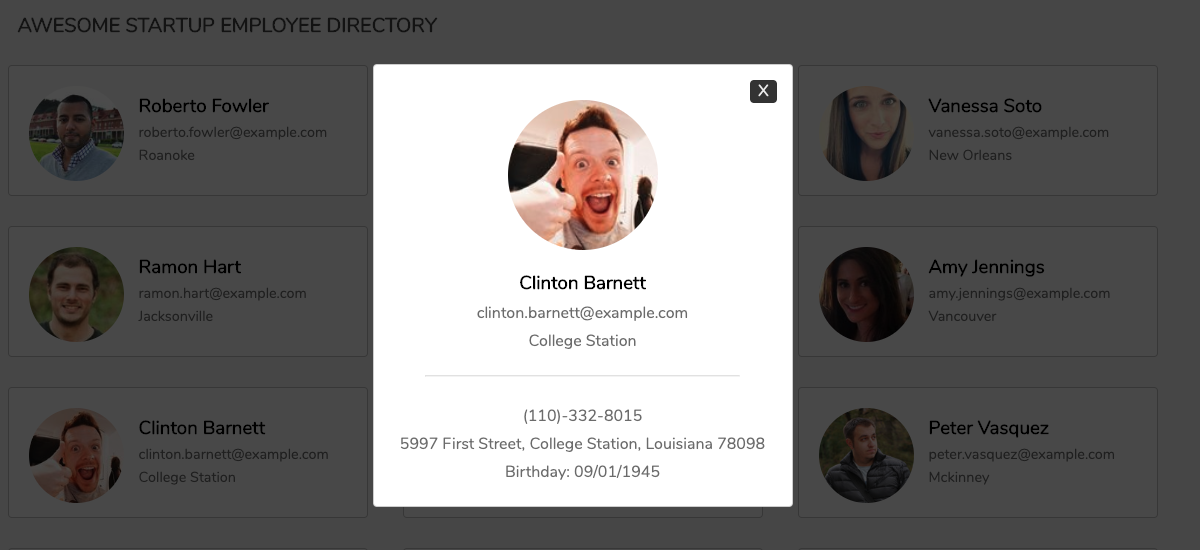 AWESOME STARTUP EMPLOYEE DIRECTORY
Roberto Fowler
roberto.fowler@example.com
Roanoke
X
Clinton Barnett
clinton.barnett@example.com
College Station
(110)-332-8015
5997 First Street, College Station, Louisiana 78098
Birthday: 09/01/1945
Vanessa Soto
vanessa.soto@example.com
New Orleans
Ramon Hart
ramon.hart@example.com
Jacksonville
Amy Jennings
amy.jennings@example.com
Vancouver
Clinton Barnett
clinton.barnett@example.com
College Station
Peter Vasquez
peter.vasquez@example.com
Mckinney